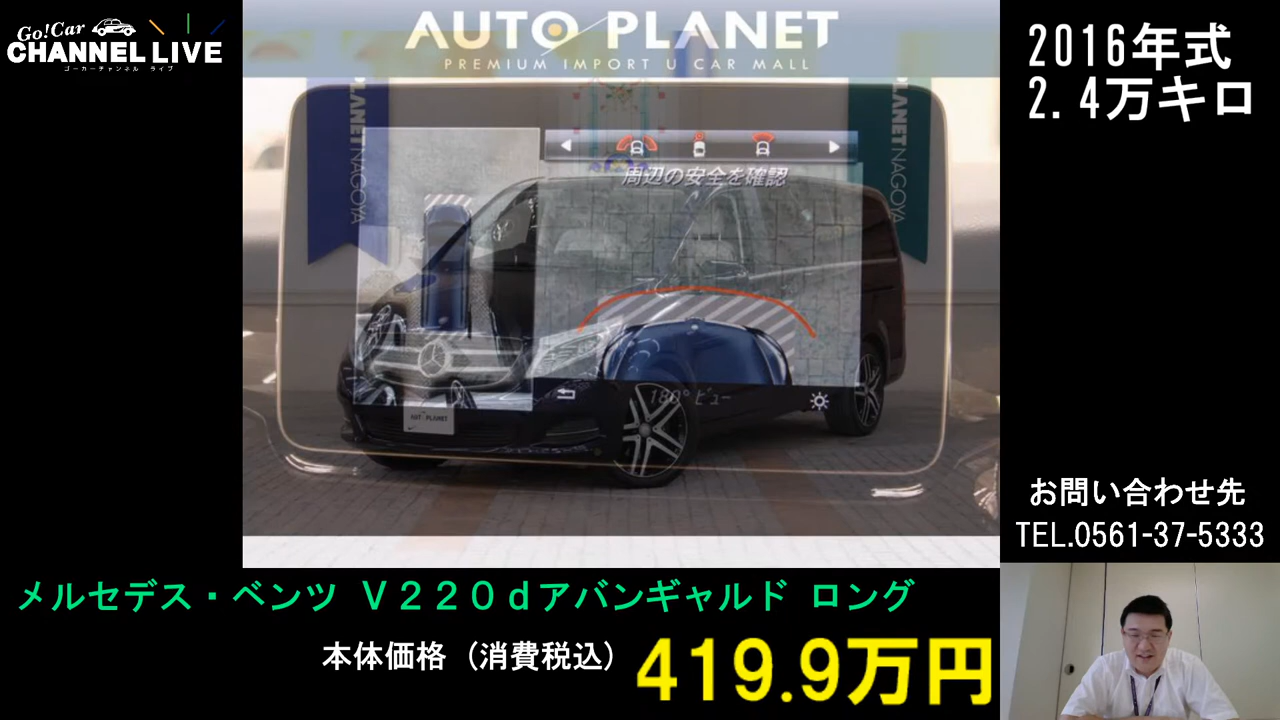 Go!Car
CHANNEL LIVE
ゴーカーチャンネル ライブ
AUTO PLANET
PREMIUM IMPORT U CAR MALL
2016年式
2.4万キロ
PLANET NAGOYA
PLANET NAGOYA
周辺の安全を確認
180° ビュー
AUTO PLANET
お問い合わせ先
TEL.0561-37-5333
メルセデス・ベンツ V220dアバンギャルド ロング
本体価格 (消費税込) 419.9万円